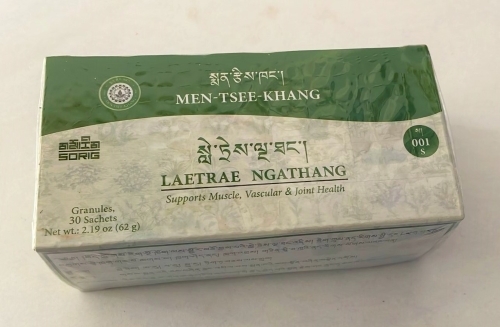 སྨན་རྩིས་ཁང་།
MEN-TSEE-KHANG
SORIG
སླེ་ཏྲེས་ལྔ་ཐང་།
LAETRAE NGATHANG
Supports Muscle, Vascular & Joint Health
001
S
Granules,
30 Sachets
Net wt.: 2.19 oz (62 g)